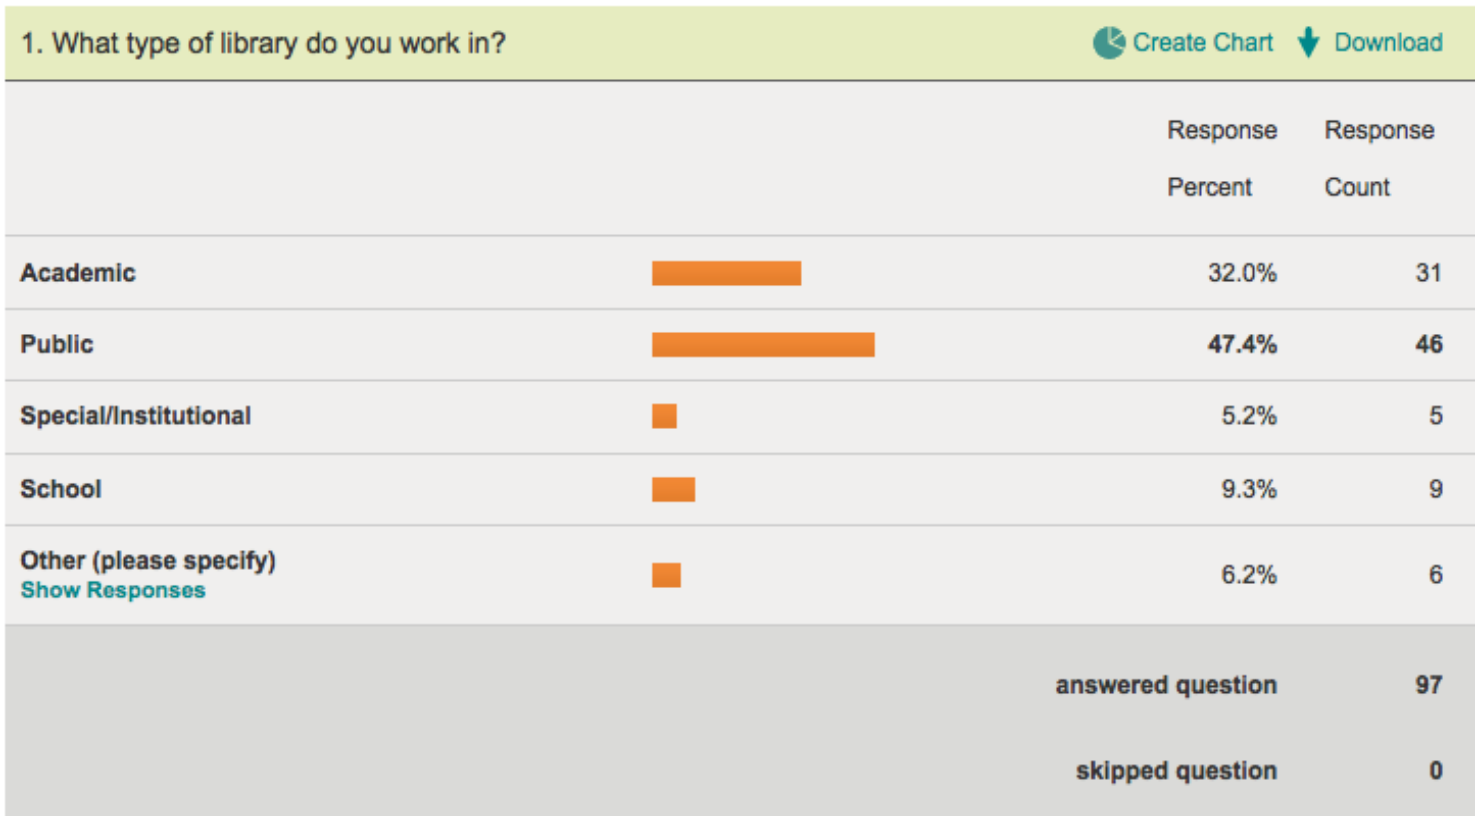 1. What type of library do you work in? Create Chart Download
Response Response
Percent Count
Academic 32.0% 31
Public 47.4% 46
Special/Institutional 5.2% 5
School 9.3% 9
Other (please specify) 6.2% 6
Show Responses
answered question 97
skipped question 0